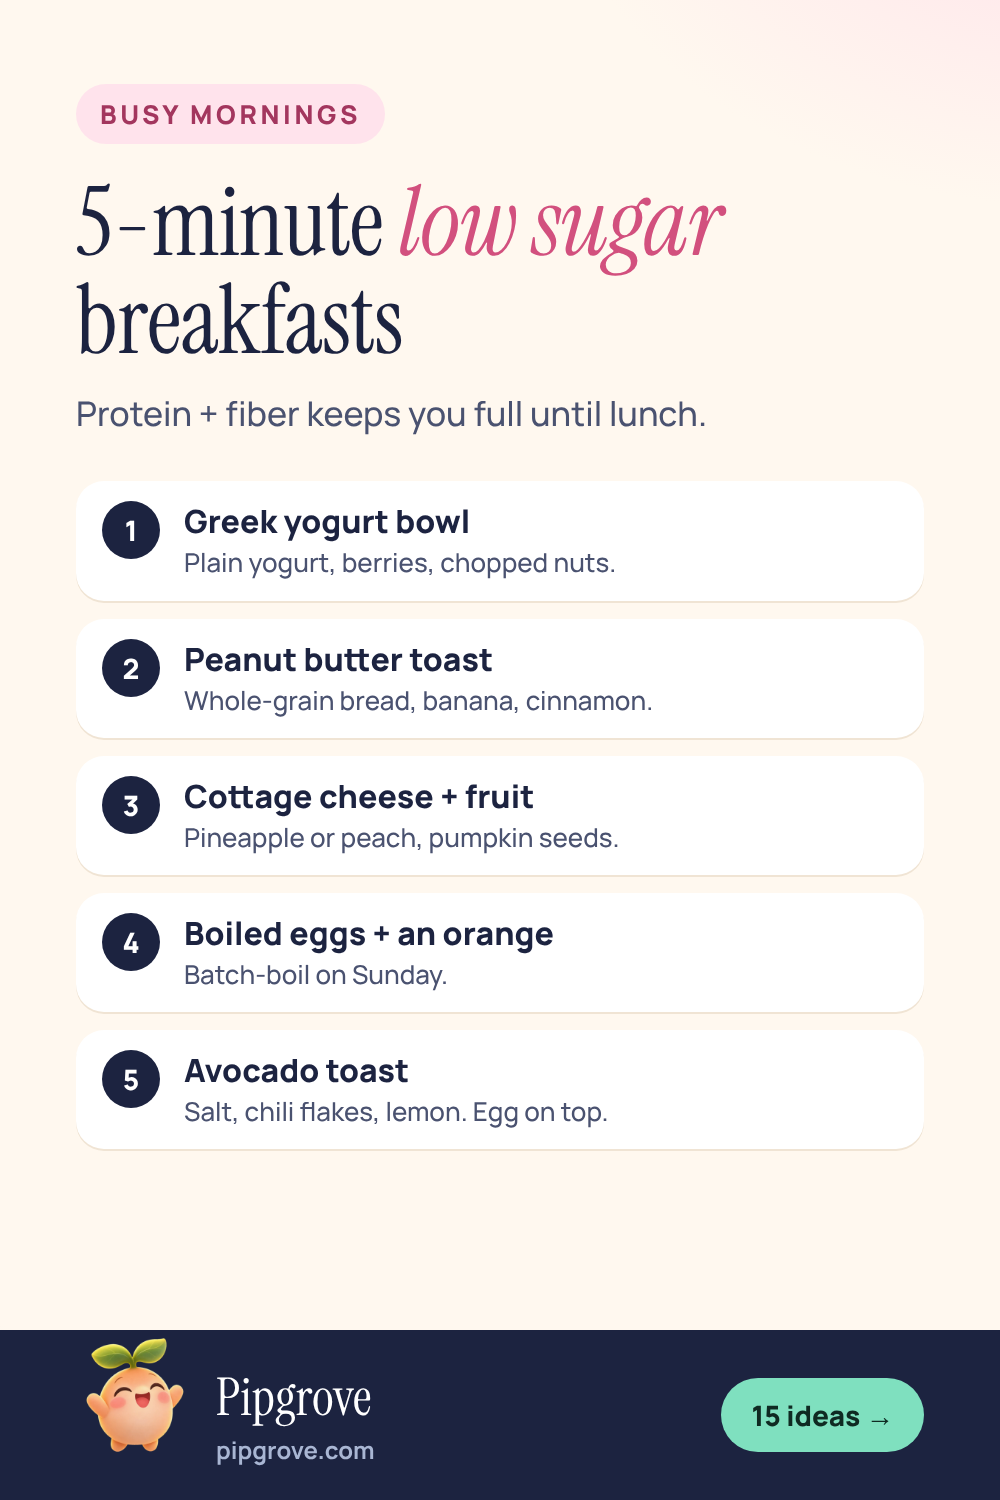 BUSY MORNINGS
5-minute low sugar
breakfasts
Protein + fiber keeps you full until lunch.
1
Greek yogurt bowl
Plain yogurt, berries, chopped nuts.
2
Peanut butter toast
Whole-grain bread, banana, cinnamon.
3
Cottage cheese + fruit
Pineapple or peach, pumpkin seeds.
4
Boiled eggs + an orange
Batch-boil on Sunday.
5
Avocado toast
Salt, chili flakes, lemon. Egg on top.
Pipgrove
pipgrove.com
15 ideas →